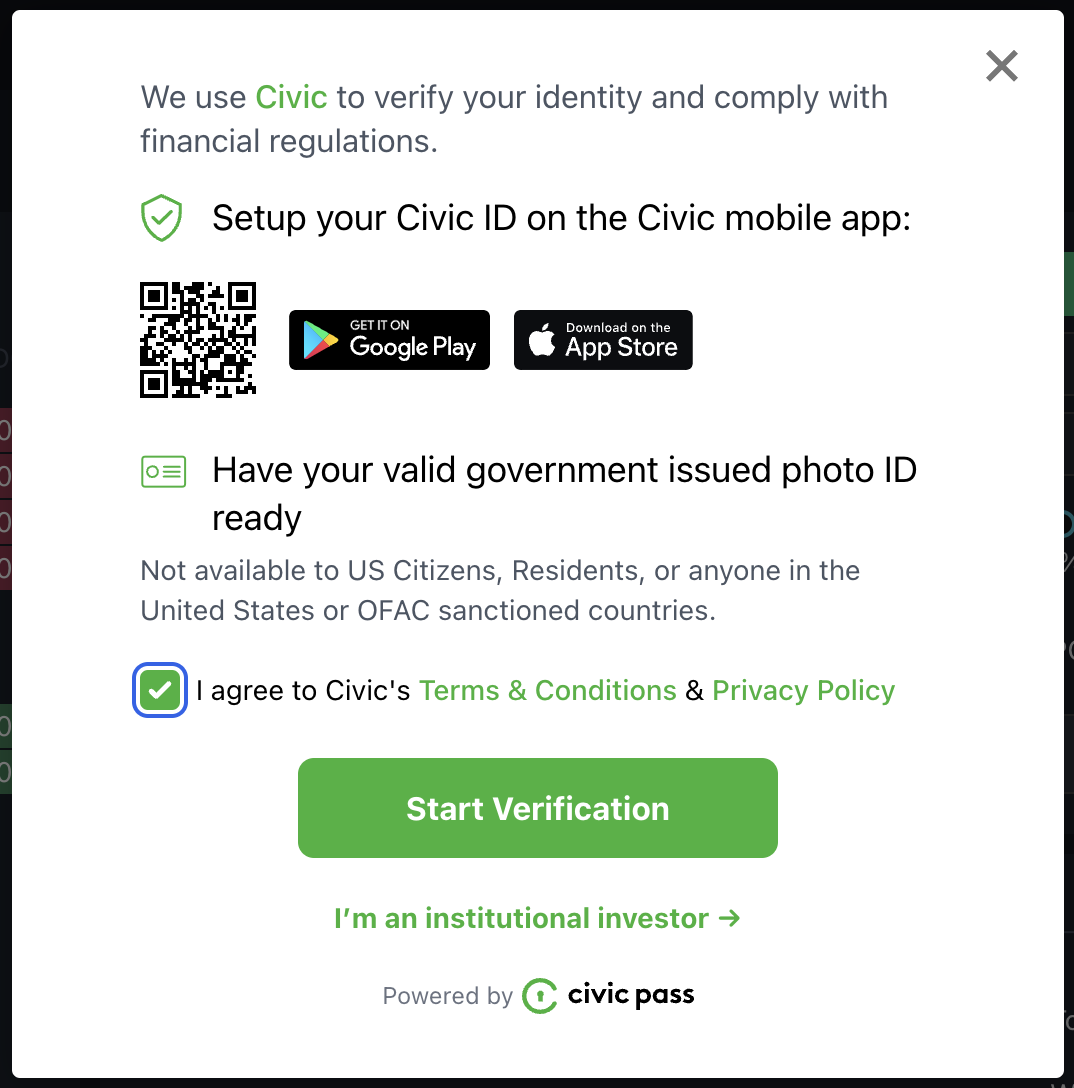 We use Civic to verify your identity and comply with
financial regulations.
Setup your Civic ID on the Civic mobile app:
GET IT ON
Google Play
Download on the
App Store
Have your valid government issued photo ID
ready
Not available to US Citizens, Residents, or anyone in the
United States or OFAC sanctioned countries.
I agree to Civic's Terms & Conditions & Privacy Policy
Start Verification
I’m an institutional investor →
Powered by civic pass